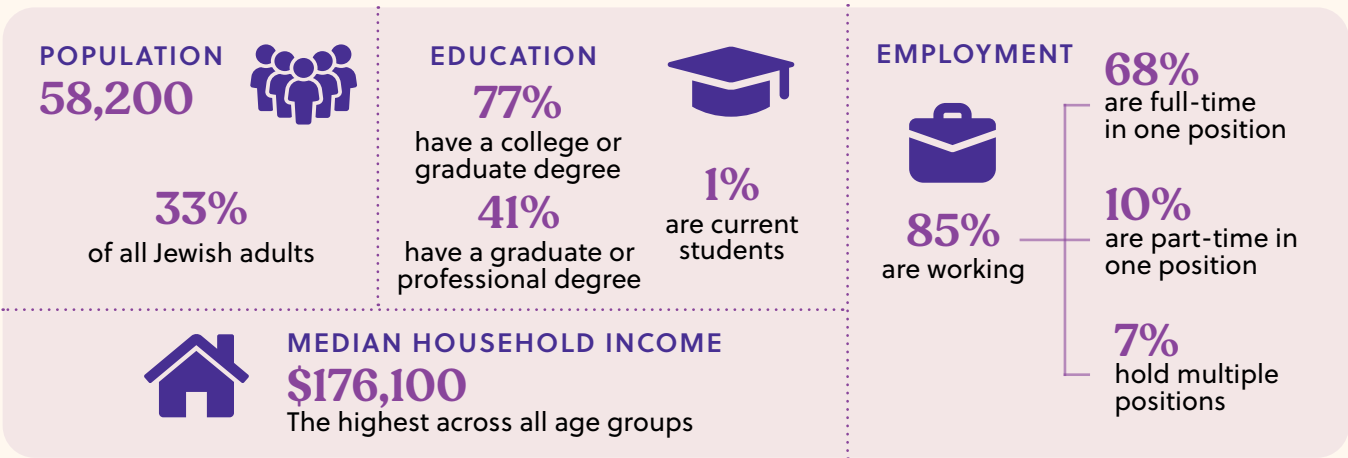 POPULATION
58,200
33%
of all Jewish adults
EDUCATION
77%
have a college or
graduate degree
41%
have a graduate or
professional degree
1%
are current
students
MEDIAN HOUSEHOLD INCOME
$176,100
The highest across all age groups
EMPLOYMENT
85%
are working
68%
are full-time
in one position
10%
are part-time in
one position
7%
hold multiple
positions